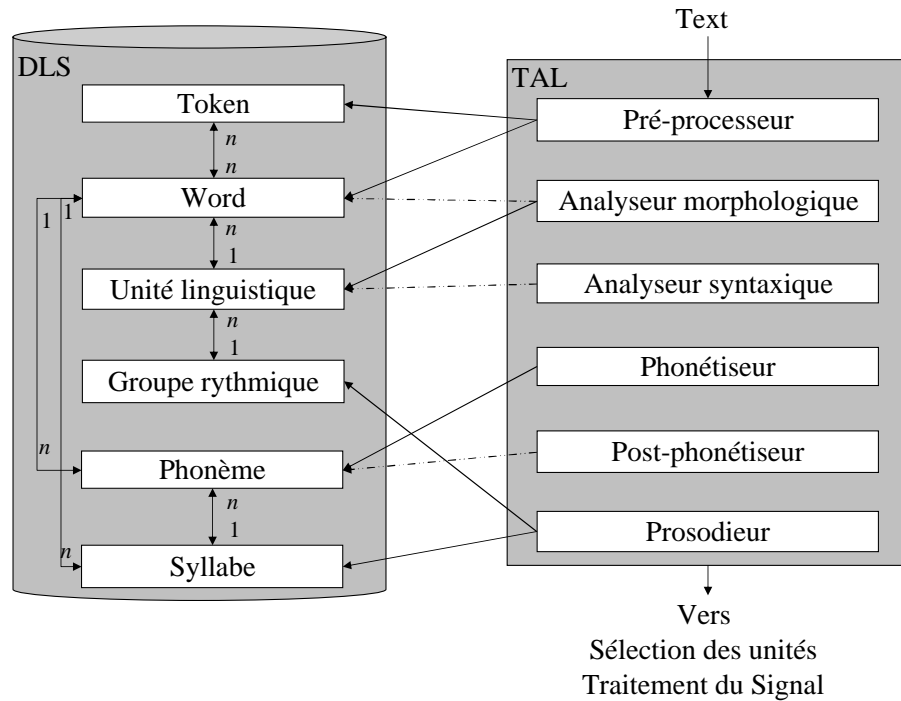 Text
DLS
TAL
Token
Pré-processeur
n
n
Word
Analyseur morphologique
1
1
n
1
Unité linguistique
Analyseur syntaxique
n
1
Groupe rythmique
Phonétiseur
n
Phonème
Post-phonétiseur
n
1
Prosodieur
n
Syllabe
Vers
Sélection des unités
Traitement du Signal